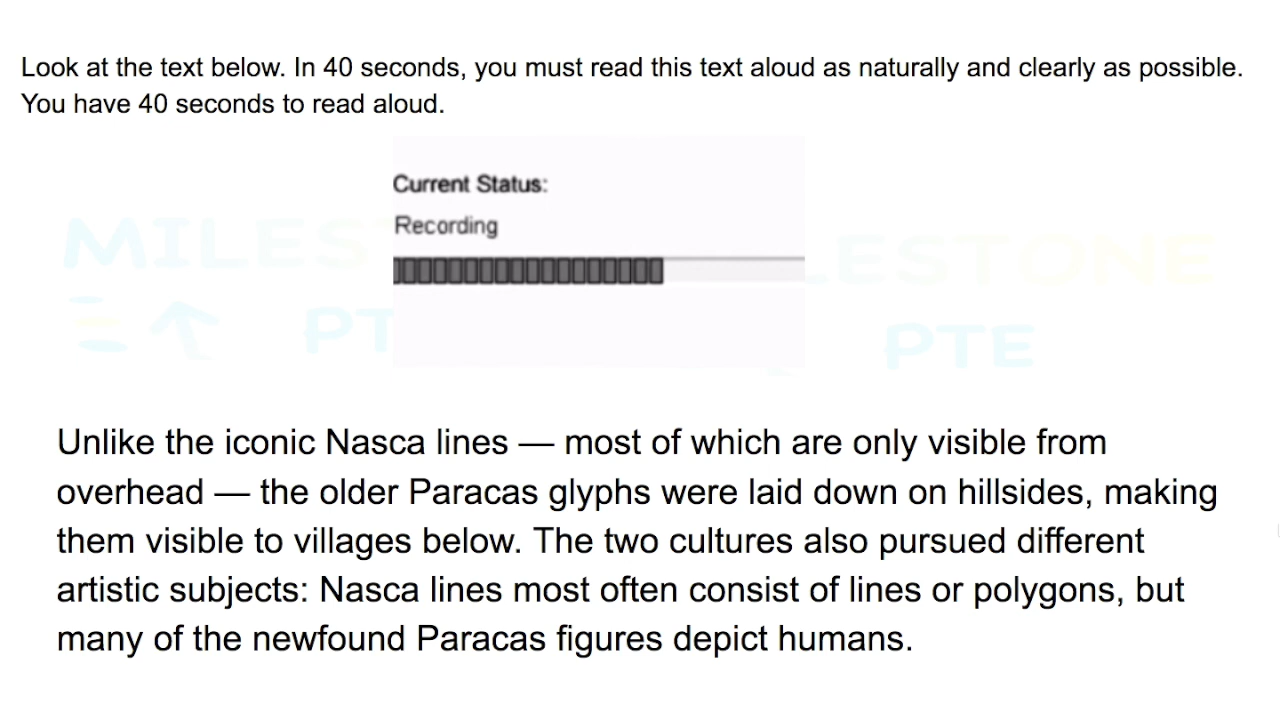 Look at the text below. In 40 seconds, you must read this text aloud as naturally and clearly as possible.
You have 40 seconds to read aloud.
Current Status:
Recording
MILES
LESTONE
PT
PTE
Unlike the iconic Nasca lines — most of which are only visible from
overhead — the older Paracas glyphs were laid down on hillsides, making
them visible to villages below. The two cultures also pursued different
artistic subjects: Nasca lines most often consist of lines or polygons, but
many of the newfound Paracas figures depict humans.